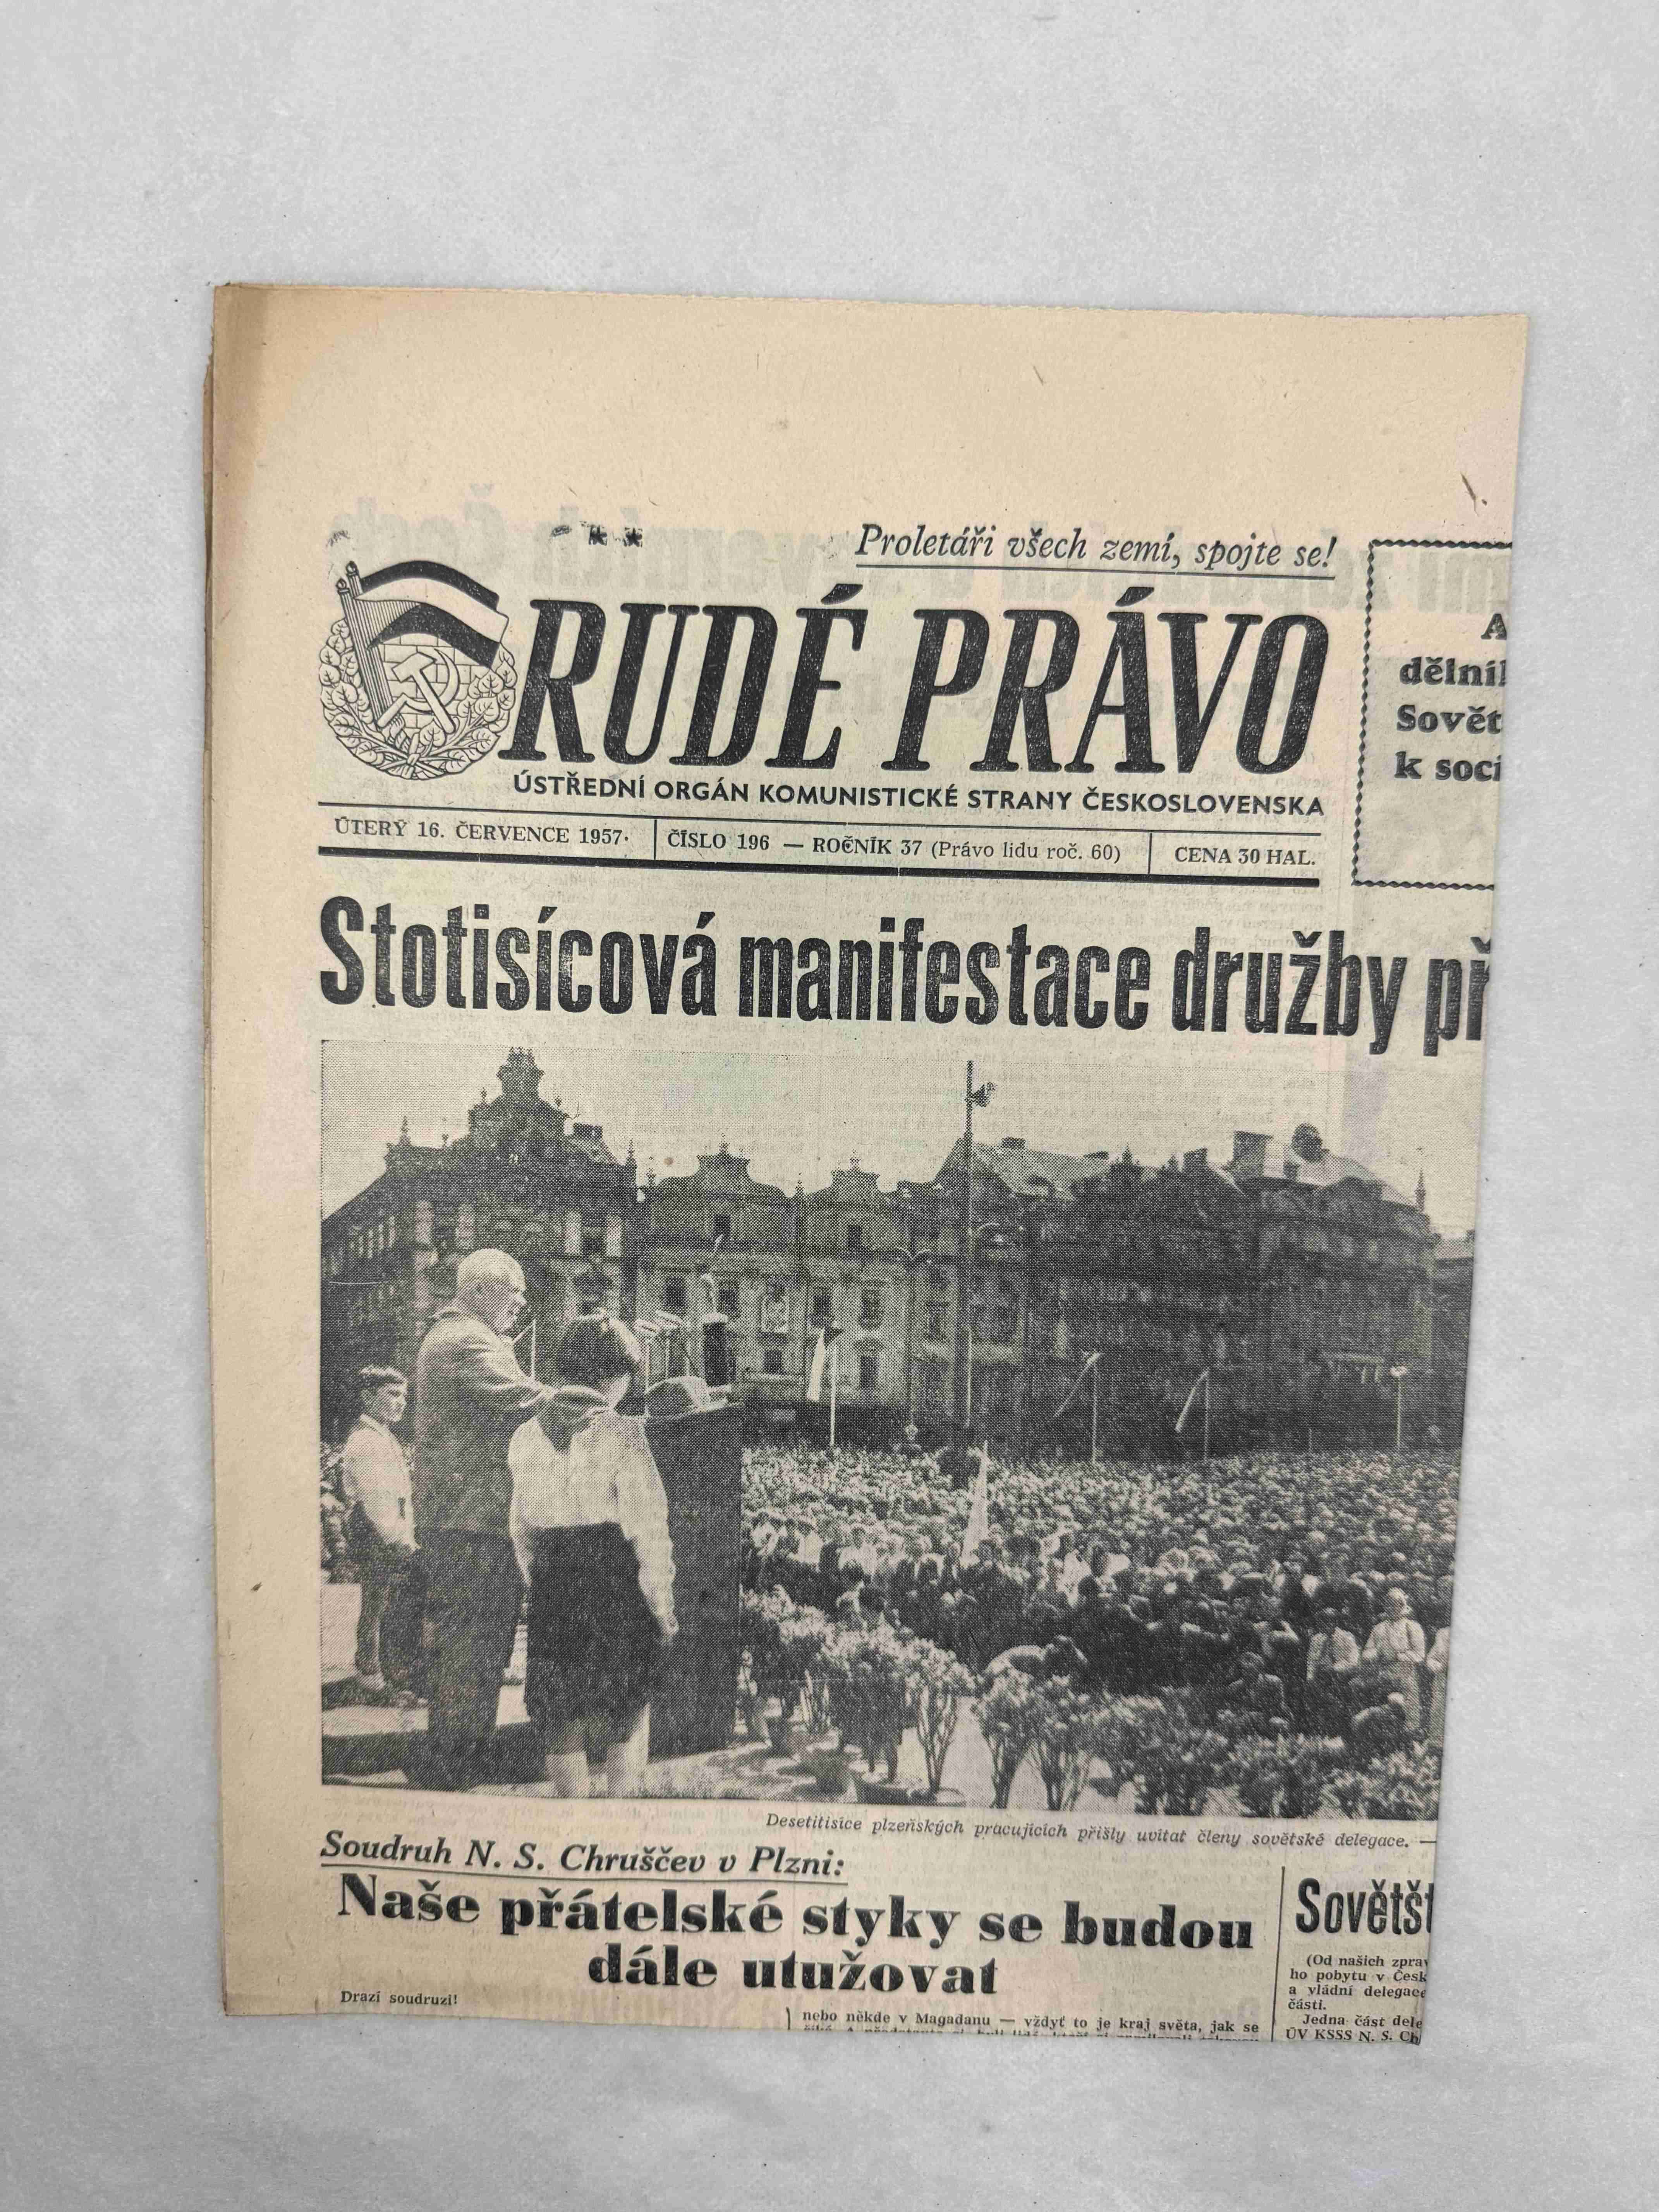 Proletáři všech zemí, spojte se!
RUDÉ PRÁVO
ÚSTŘEDNÍ ORGÁN KOMUNISTICKÉ STRANY ČESKOSLOVENSKA
ÚTERÝ 16. ČERVENCE 1957.
ČÍSLO 196 — ROČNÍK 37 (Právo lidu roč. 60)
CENA 30 HAL.
A
dělní
Sovět
k soci
Stotisícová manifestace družby př
Desetitisíce plzeňských pracujících přišly uvítat členy sovětské delegace. —
Soudruh N. S. Chruščev v Plzni:
Naše přátelské styky se budou
dále utužovat
Drazí soudruzi!
nebo někde v Magadanu — vždyť to je kraj světa, jak se
Sovětšt
(Od našich zprav
ho pobytu v Česk
a vládní delegace
části.
Jedna část dele
ÚV KSSS N. S. Ch